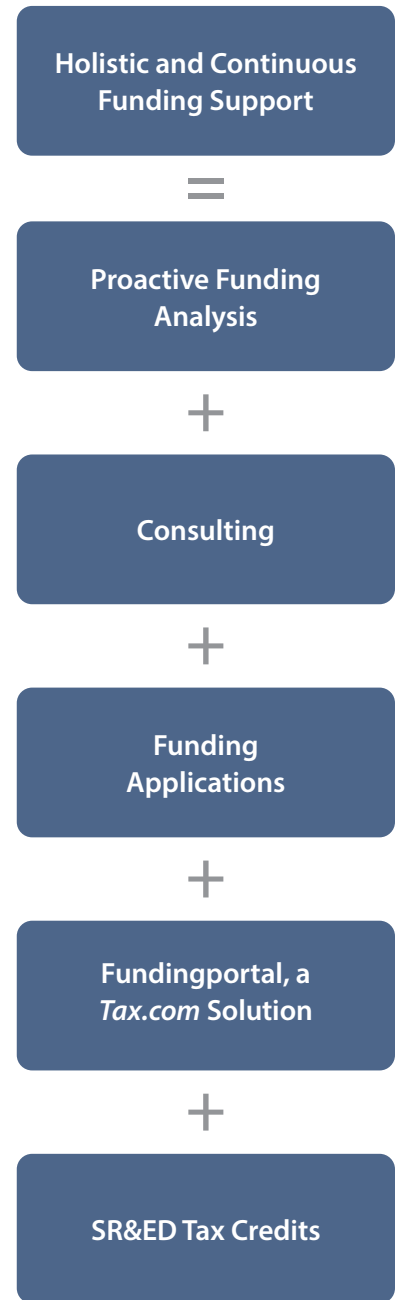 Holistic and Continuous
Funding Support
=
Proactive Funding
Analysis
+
Consulting
+
Funding
Applications
+
Fundingportal, a
Tax.com Solution
+
SR&ED Tax Credits